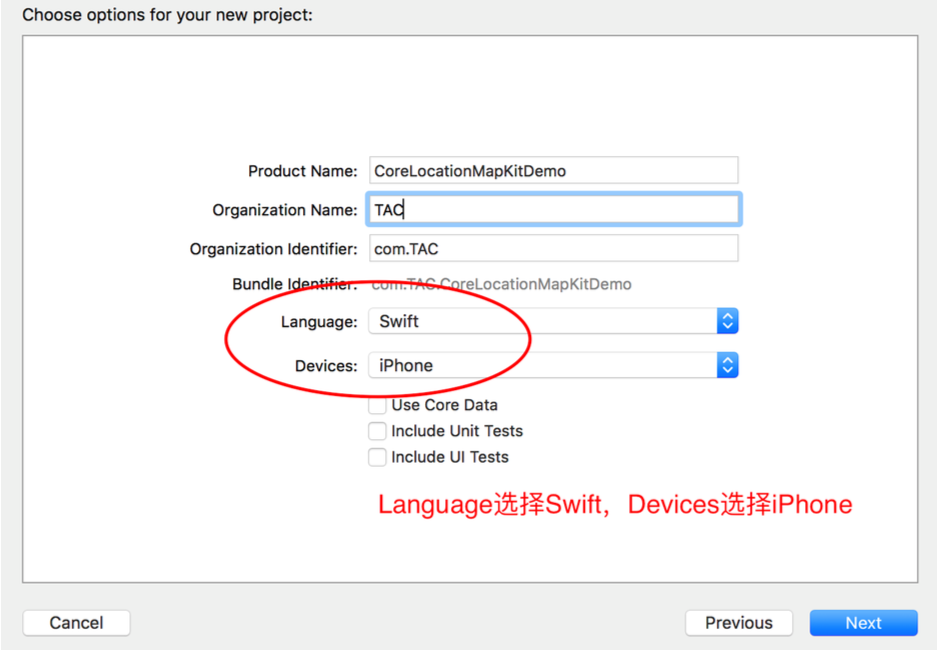 Choose options for your new project:
Product Name: CoreLocationMapKitDemo
Organization Name: TAC
Organization Identifier: com.TAC
Bundle Identifier: com.TAC.CoreLocationMapKitDemo
Language: Swift
Devices: iPhone
Use Core Data
Include Unit Tests
Include UI Tests
Language选择Swift，Devices选择iPhone
Cancel Previous Next